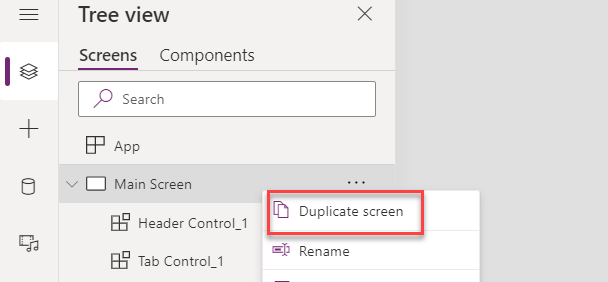 Tree view
Screens Components
Search
App
Main Screen
Duplicate screen
Header Control_1
Rename
Tab Control_1